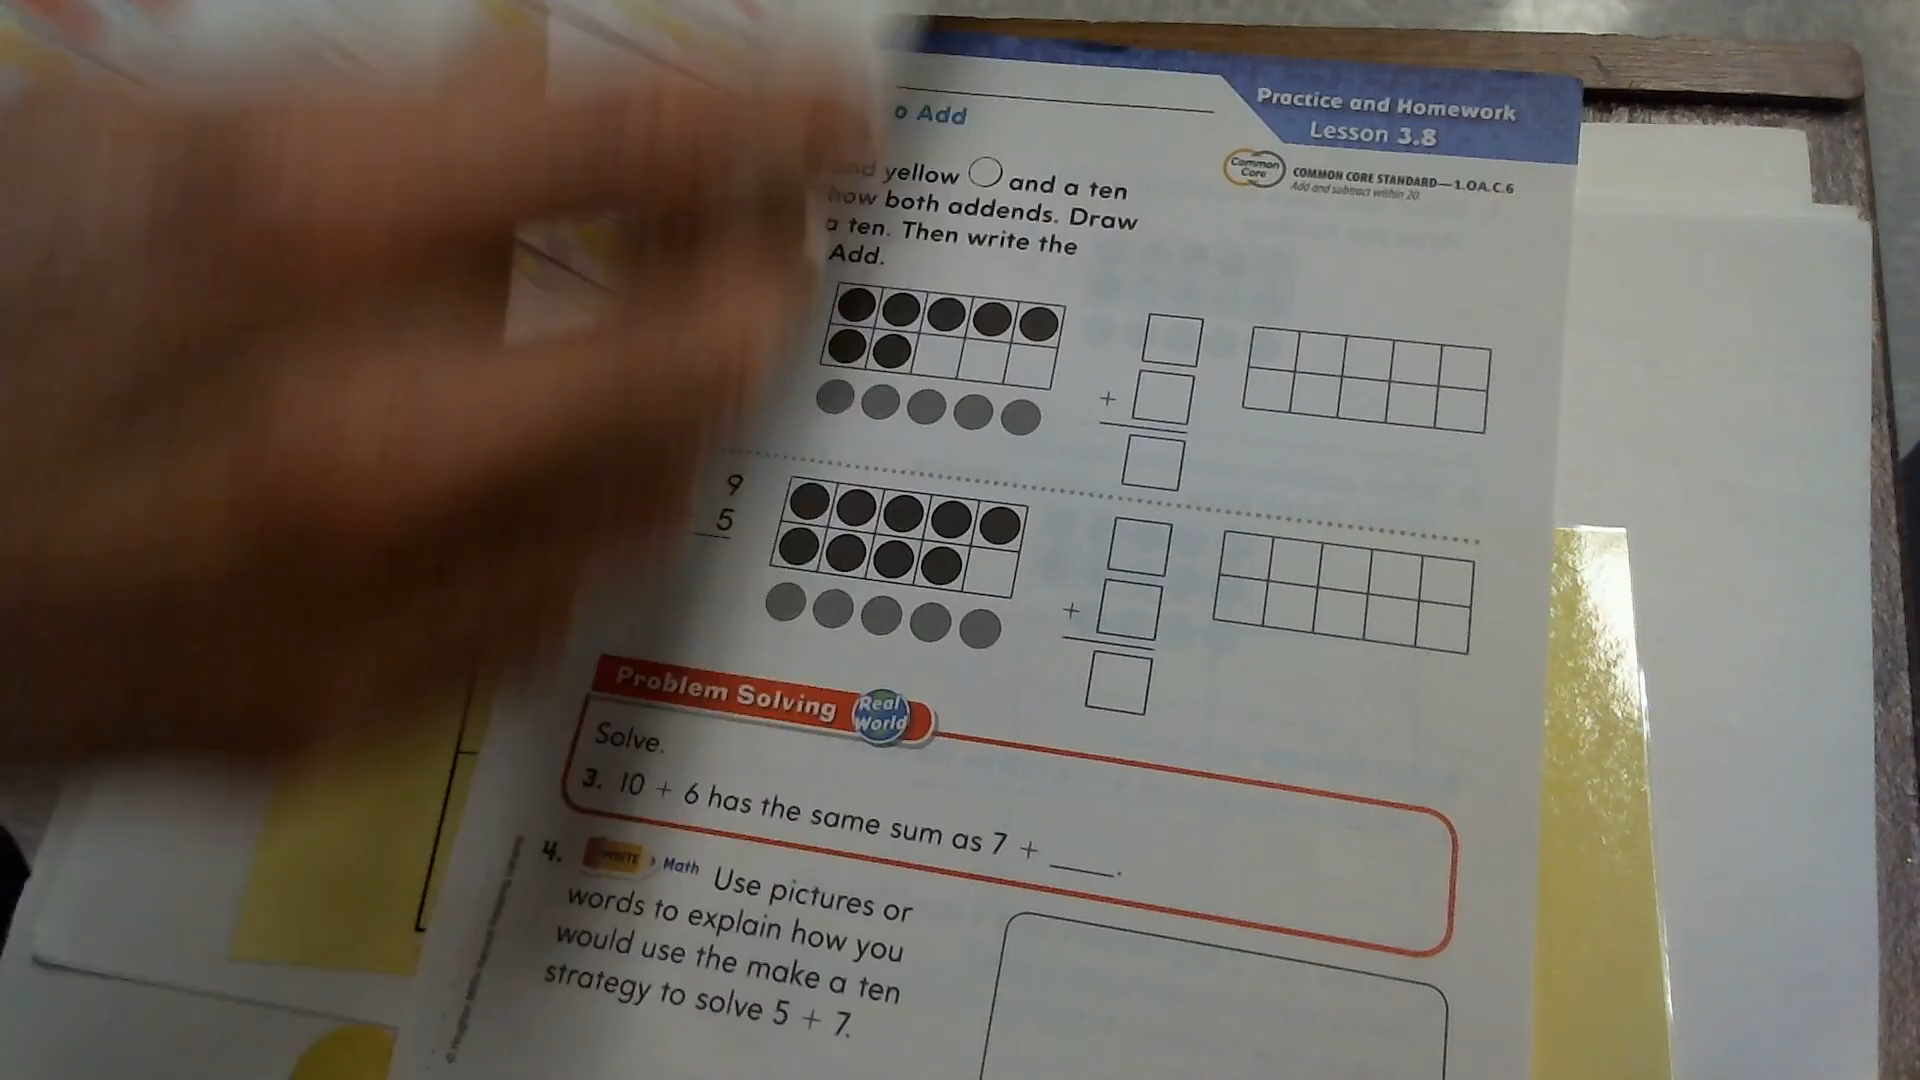 Practice and Homework
Lesson 3.8
o Add
Common Core
COMMON CORE STANDARD—1.OA.C.6
Add and subtract within 20.
and yellow and a ten
how both addends. Draw
a ten. Then write the
Add.
+
9
5
+
Problem Solving Real World
Solve.
3. 10 + 6 has the same sum as 7 + ____.
4. WRITE Math Use pictures or
words to explain how you
would use the make a ten
strategy to solve 5 + 7.